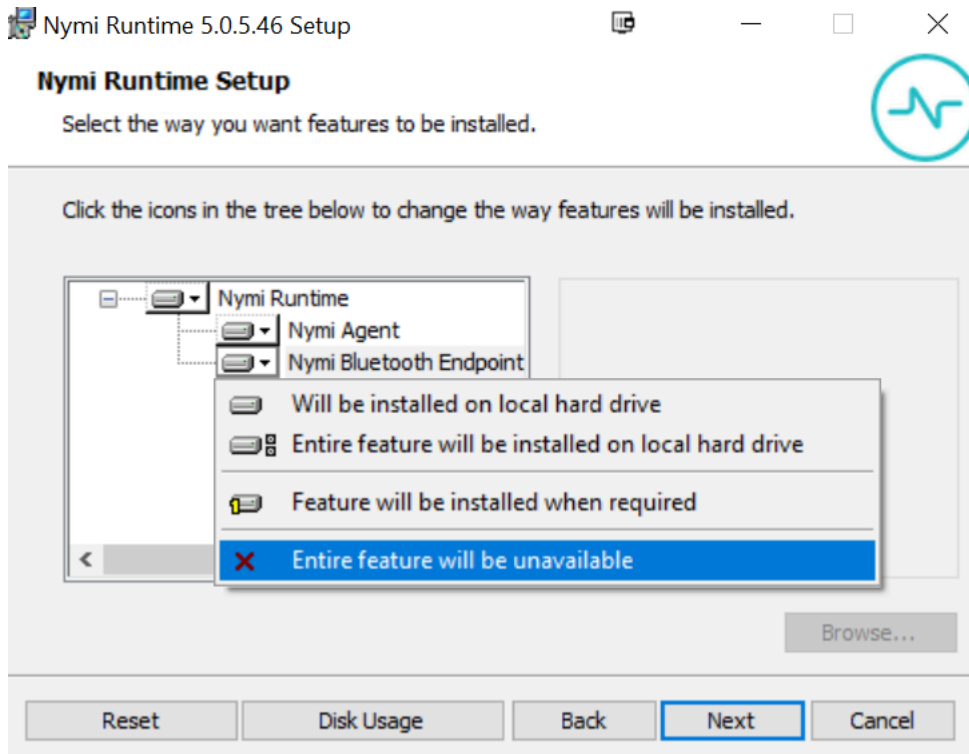 Nymi Runtime 5.0.5.46 Setup
Nymi Runtime Setup
Select the way you want features to be installed.
Click the icons in the tree below to change the way features will be installed.
Nymi Runtime
Nymi Agent
Nymi Bluetooth Endpoint
Will be installed on local hard drive
Entire feature will be installed on local hard drive
Feature will be installed when required
Entire feature will be unavailable
Browse...
Reset Disk Usage Back Next Cancel